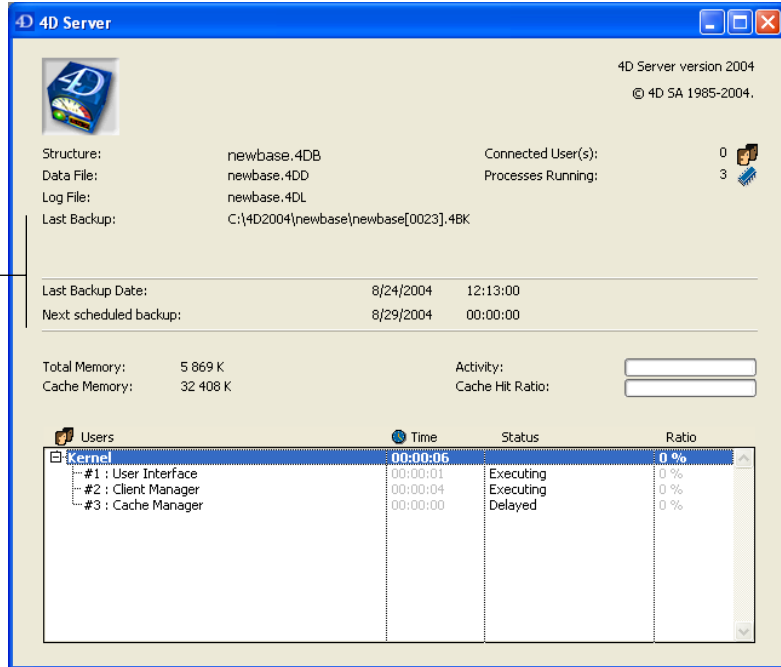 4D Server
4D Server version 2004
© 4D SA 1985-2004.
Structure: newbase.4DB Connected User(s): 0
Data File: newbase.4DD Processes Running: 3
Log File: newbase.4DL
Last Backup: C:\4D2004\newbase\newbase[0023].4BK
Last Backup Date: 8/24/2004 12:13:00
Next scheduled backup: 8/29/2004 00:00:00
Total Memory: 5 869 K Activity:
Cache Memory: 32 408 K Cache Hit Ratio:
Users Time Status Ratio
Kernel 00:00:06 0 %
#1 : User Interface 00:00:01 Executing 0 %
#2 : Client Manager 00:00:04 Executing 0 %
#3 : Cache Manager 00:00:00 Delayed 0 %